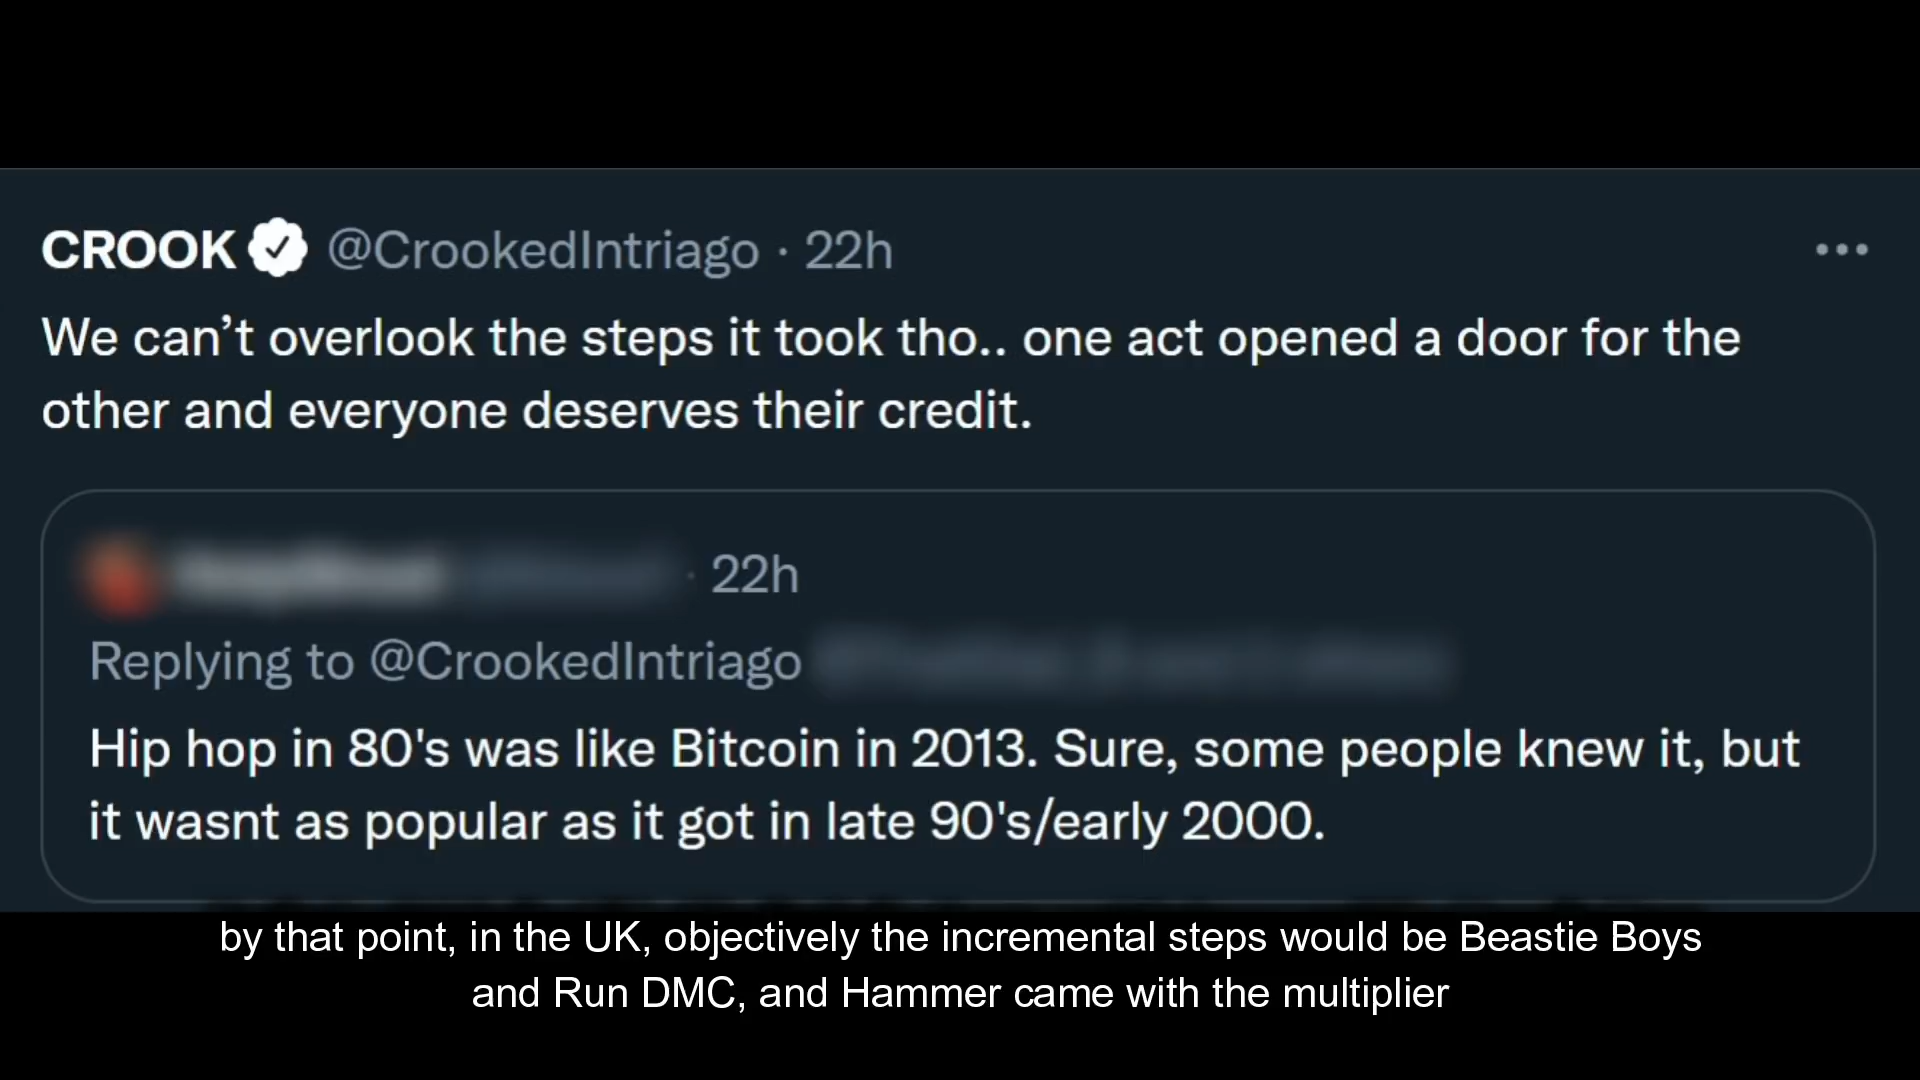 CROOK @CrookedIntriago · 22h
We can’t overlook the steps it took tho.. one act opened a door for the
other and everyone deserves their credit.
· 22h
Replying to @CrookedIntriago
Hip hop in 80's was like Bitcoin in 2013. Sure, some people knew it, but
it wasnt as popular as it got in late 90's/early 2000.
by that point, in the UK, objectively the incremental steps would be Beastie Boys
and Run DMC, and Hammer came with the multiplier